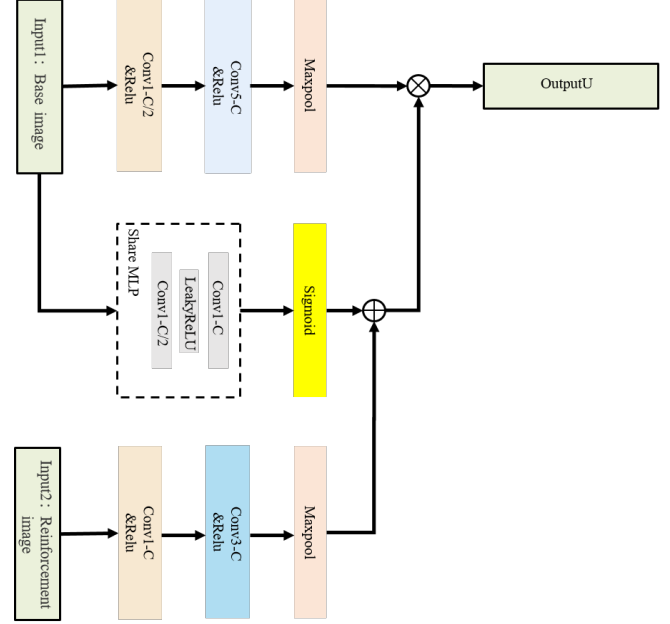 Input1: Base image
Conv1-C/2
&Relu
Conv5-C
&Relu
Maxpool
OutputU
Share MLP
Conv1-C/2
LeakyReLU
Conv1-C
Sigmoid
Input2: Reinforcement
image
Conv1-C
&Relu
Conv3-C
&Relu
Maxpool